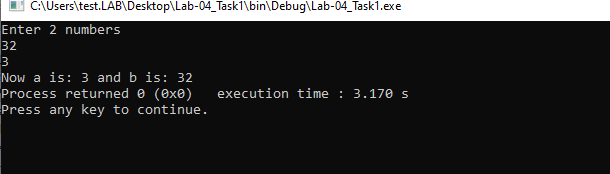 C:\Users\test.LAB\Desktop\Lab-04_Task1\bin\Debug\Lab-04_Task1.exe
Enter 2 numbers
32
3
Now a is: 3 and b is: 32
Process returned 0 (0x0)   execution time : 3.170 s
Press any key to continue.